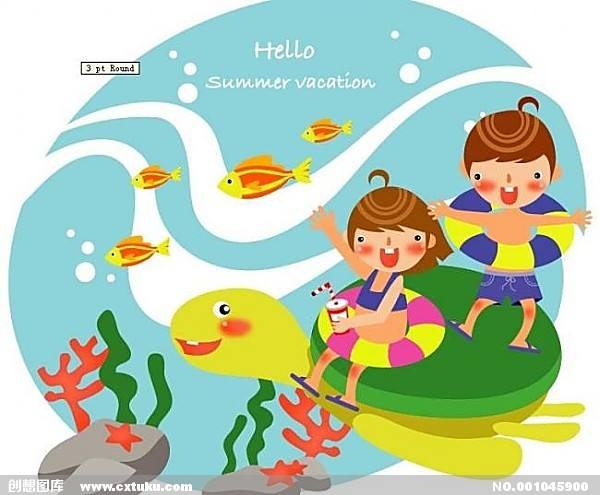 Hello
3 pt Round
Summer vacation
创想图库 www.cxtuku.com NO.001045900